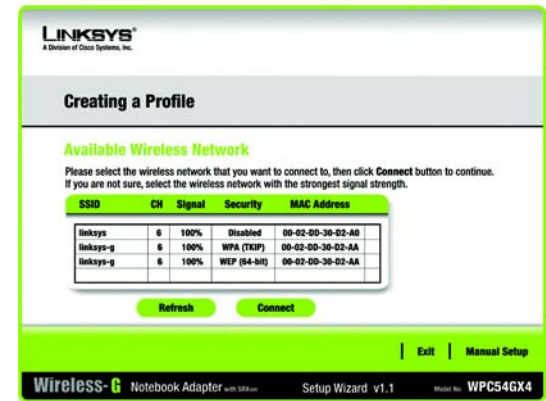 LINKSYS®
A Division of Cisco Systems, Inc.
Creating a Profile
Available Wireless Network
Please select the wireless network that you want to connect to, then click Connect button to continue.
If you are not sure, select the wireless network with the strongest signal strength.
SSID CH Signal Security MAC Address
linksys 6 100% Disabled 00-02-DD-30-D2-A0
linksys-g 6 100% WPA (TKIP) 00-02-DD-30-D2-AA
linksys-g 6 100% WEP (64-bit) 00-02-DD-30-D2-AA
Refresh Connect
Exit Manual Setup
Wireless-G Notebook Adapter with SRX400 Setup Wizard v1.1 Model No. WPC54GX4